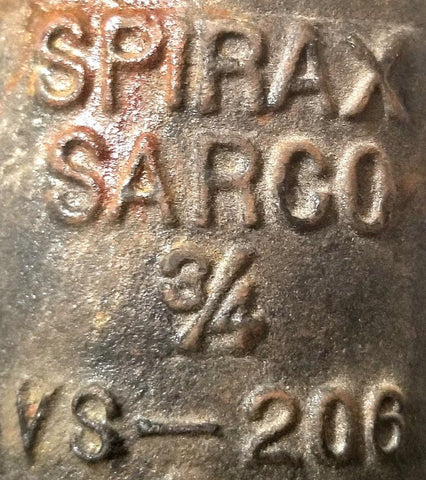 SPIRAX
SARCO
3/4
VS-206